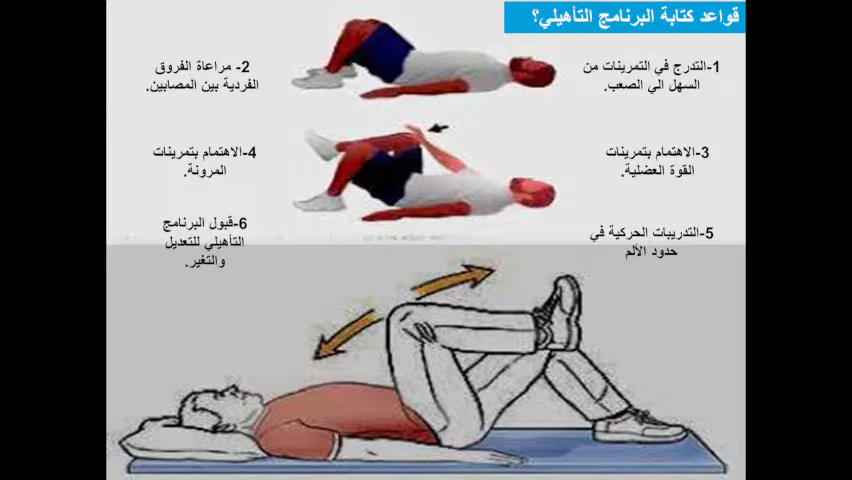 قواعد كتابة البرنامج التأهيلي؟
1-التدرج في التمرينات من
السهل الي الصعب.
2- مراعاة الفروق
الفردية بين المصابين.
3-الاهتمام بتمرينات
القوة العضلية.
4-الاهتمام بتمرينات
المرونة.
5-التدريبات الحركية في
حدود الألم
6-قبول البرنامج
التأهيلي للتعديل
والتغير.